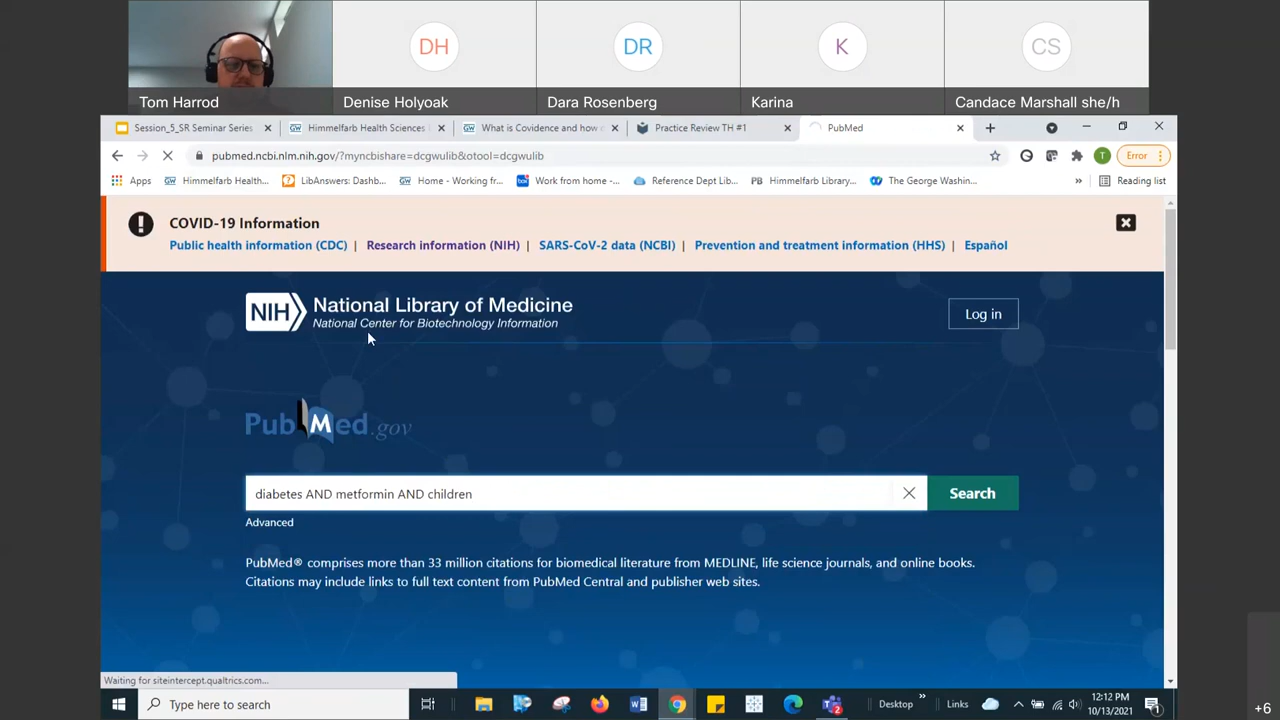 DH
DR
K
CS
Tom Harrod
Denise Holyoak
Dara Rosenberg
Karina
Candace Marshall she/h
Session_5_SR Seminar Series
Himmelfarb Health Sciences
What is Covidence and how
Practice Review TH #1
PubMed
pubmed.ncbi.nlm.nih.gov/?myncbishare=dcgwulib&otool=dcgwulib
T
Error
Apps
Himmelfarb Health...
LibAnswers: Dashb...
Home - Working fr...
Work from home -...
Reference Dept Lib...
PB Himmelfarb Library...
The George Washin...
»
Reading list
COVID-19 Information
Public health information (CDC) | Research information (NIH) | SARS-CoV-2 data (NCBI) | Prevention and treatment information (HHS) | Español
NIH
National Library of Medicine
National Center for Biotechnology Information
Log in
PubMed.gov
diabetes AND metformin AND children
Search
Advanced
PubMed® comprises more than 33 million citations for biomedical literature from MEDLINE, life science journals, and online books.
Citations may include links to full text content from PubMed Central and publisher web sites.
Waiting for siteintercept.qualtrics.com...
Type here to search
Desktop
»
Links
12:12 PM
10/13/2021
1
+6